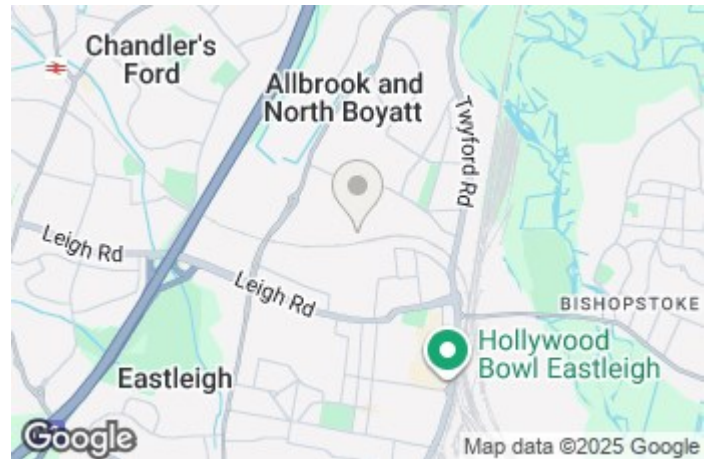 Chandler's
Ford
Allbrook and
North Boyatt
Twyford Rd
Leigh Rd
Leigh Rd
BISHOPSTOKE
Hollywood
Bowl Eastleigh
Eastleigh
Google
Map data ©2025 Google